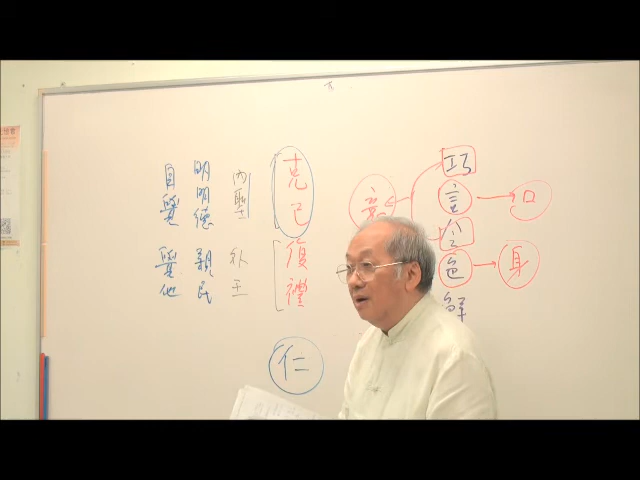 口
身
巧言令色鮮
意
克己
復禮
仁
內聖
外王
明明德
親民
自覺
覺他